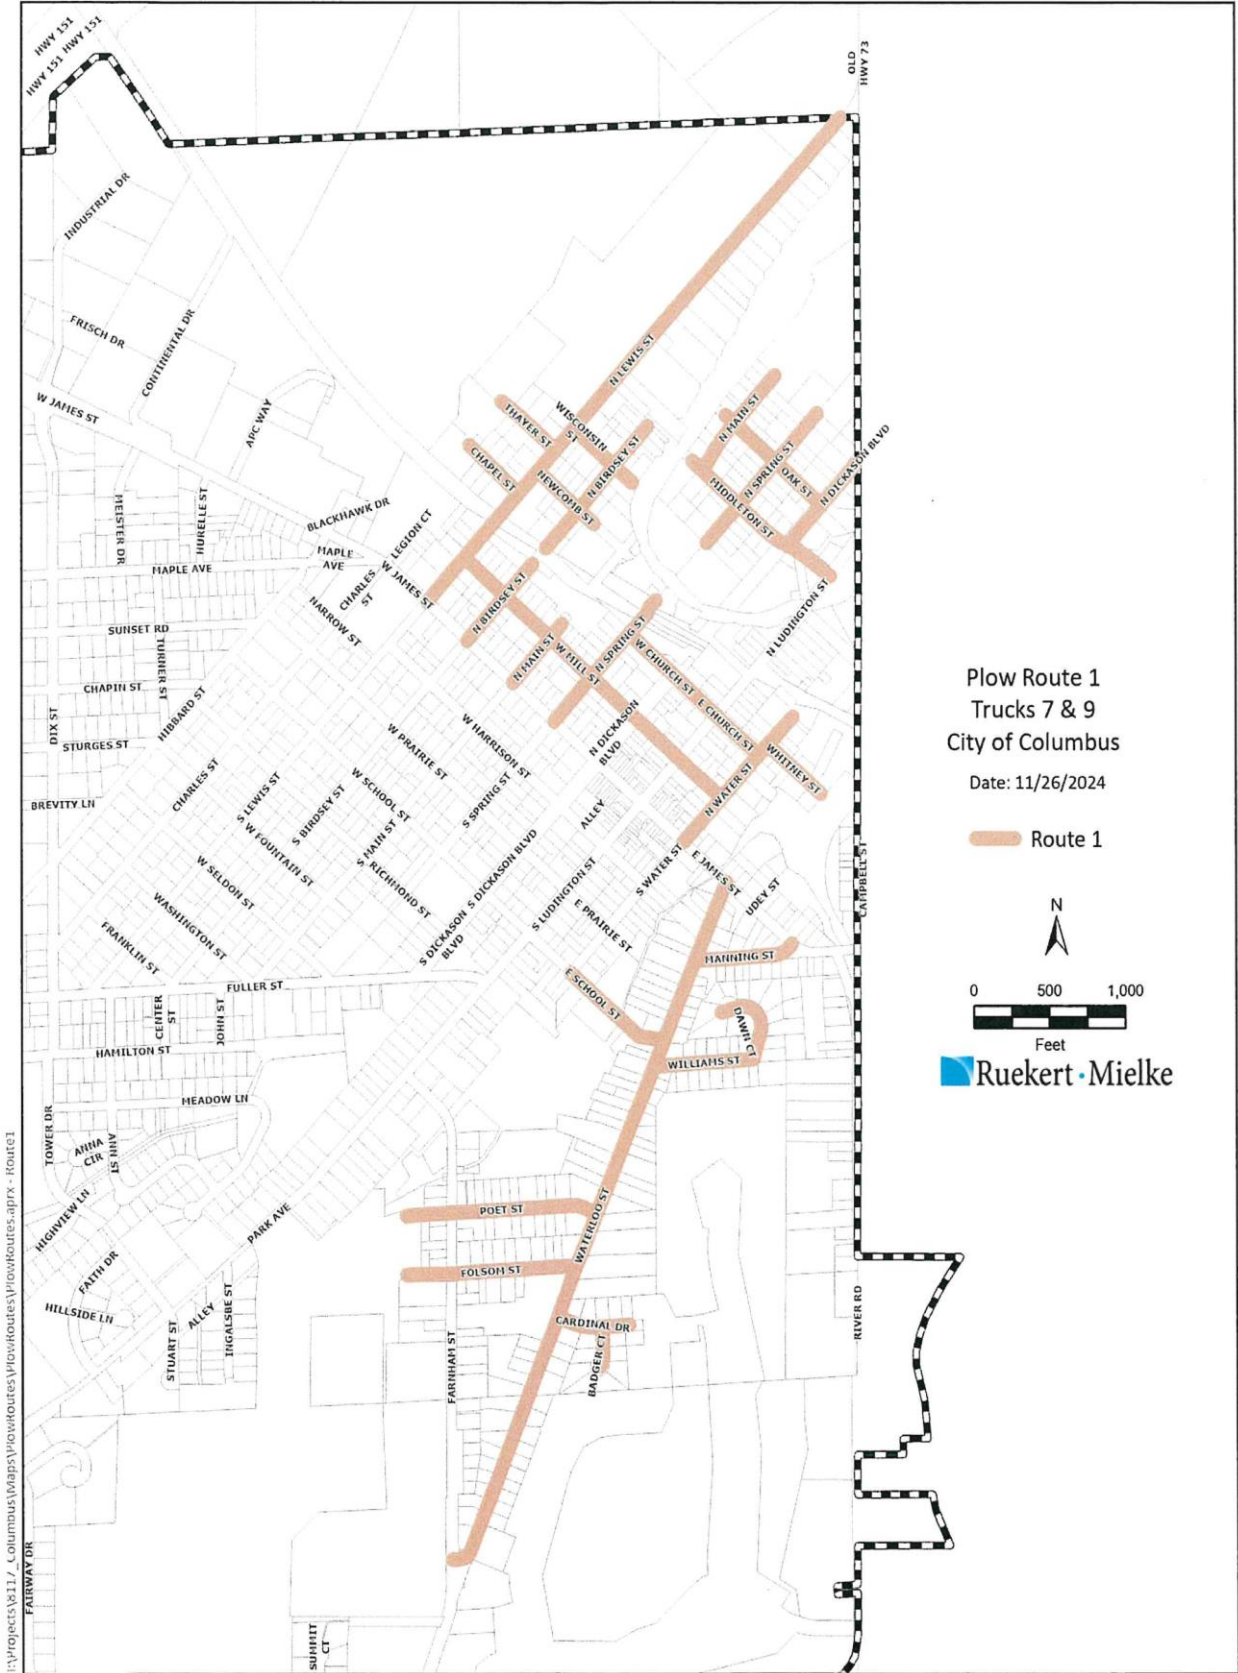 HWY 151
HWY 151
HWY 151
OLD
HWY 73
INDUSTRIAL DR
FRISCH DR
CONTINENTAL DR
W JAMES ST
APC WAY
N LEWIS ST
THAYER ST
WISCONSIN
ST
N BIRDSEY ST
CHAPEL ST
NEWCOMB ST
N MAIN ST
N SPRING ST
OAK ST
N DICKASON BLVD
MIDDLETON ST
MEISTER DR
HURELLE ST
BLACKHAWK DR
LEGION CT
MAPLE
AVE
MAPLE AVE
CHARLES
ST
W JAMES ST
NARROW ST
N BIRDSEY ST
N MAIN ST
W MILL ST
N SPRING ST
W CHURCH ST
E CHURCH ST
N LUDINGTON ST
SUNSET RD
TURNER ST
CHAPIN ST
HIBBARD ST
DIX ST
STURGES ST
W PRAIRIE ST
W HARRISON ST
N DICKASON
BLVD
WHITNEY ST
N WATER ST
BREVITY LN
CHARLES ST
S LEWIS ST
S BIRDSEY ST
W SCHOOL ST
S SPRING ST
ALLEY
W FOUNTAIN ST
S MAIN ST
RICHMOND ST
S DICKASON BLVD
W SELDON ST
S LUDINGTON ST
S WATER ST
E JAMES ST
UDEY ST
CAMPBELL ST
WASHINGTON ST
FRANKLIN ST
S DICKASON
BLVD
E PRAIRIE ST
MANNING ST
E SCHOOL ST
FULLER ST
CENTER
ST
JOHN ST
DAWN CT
HAMILTON ST
WILLIAMS ST
MEADOW LN
TOWER DR
ANNA
CIR
ANN ST
HIGHVIEW LN
PARK AVE
POET ST
WATERLOO ST
FAITH DR
FOLSOM ST
HILLSIDE LN
ALLEY
INGALSBE ST
STUART ST
CARDINAL DR
BADGER CT
FARNHAM ST
RIVER RD
FAIRWAY DR
SUMMIT
CT
Plow Route 1
Trucks 7 & 9
City of Columbus
Date: 11/26/2024
Route 1
N
0 500 1,000
Feet
Ruekert·Mielke